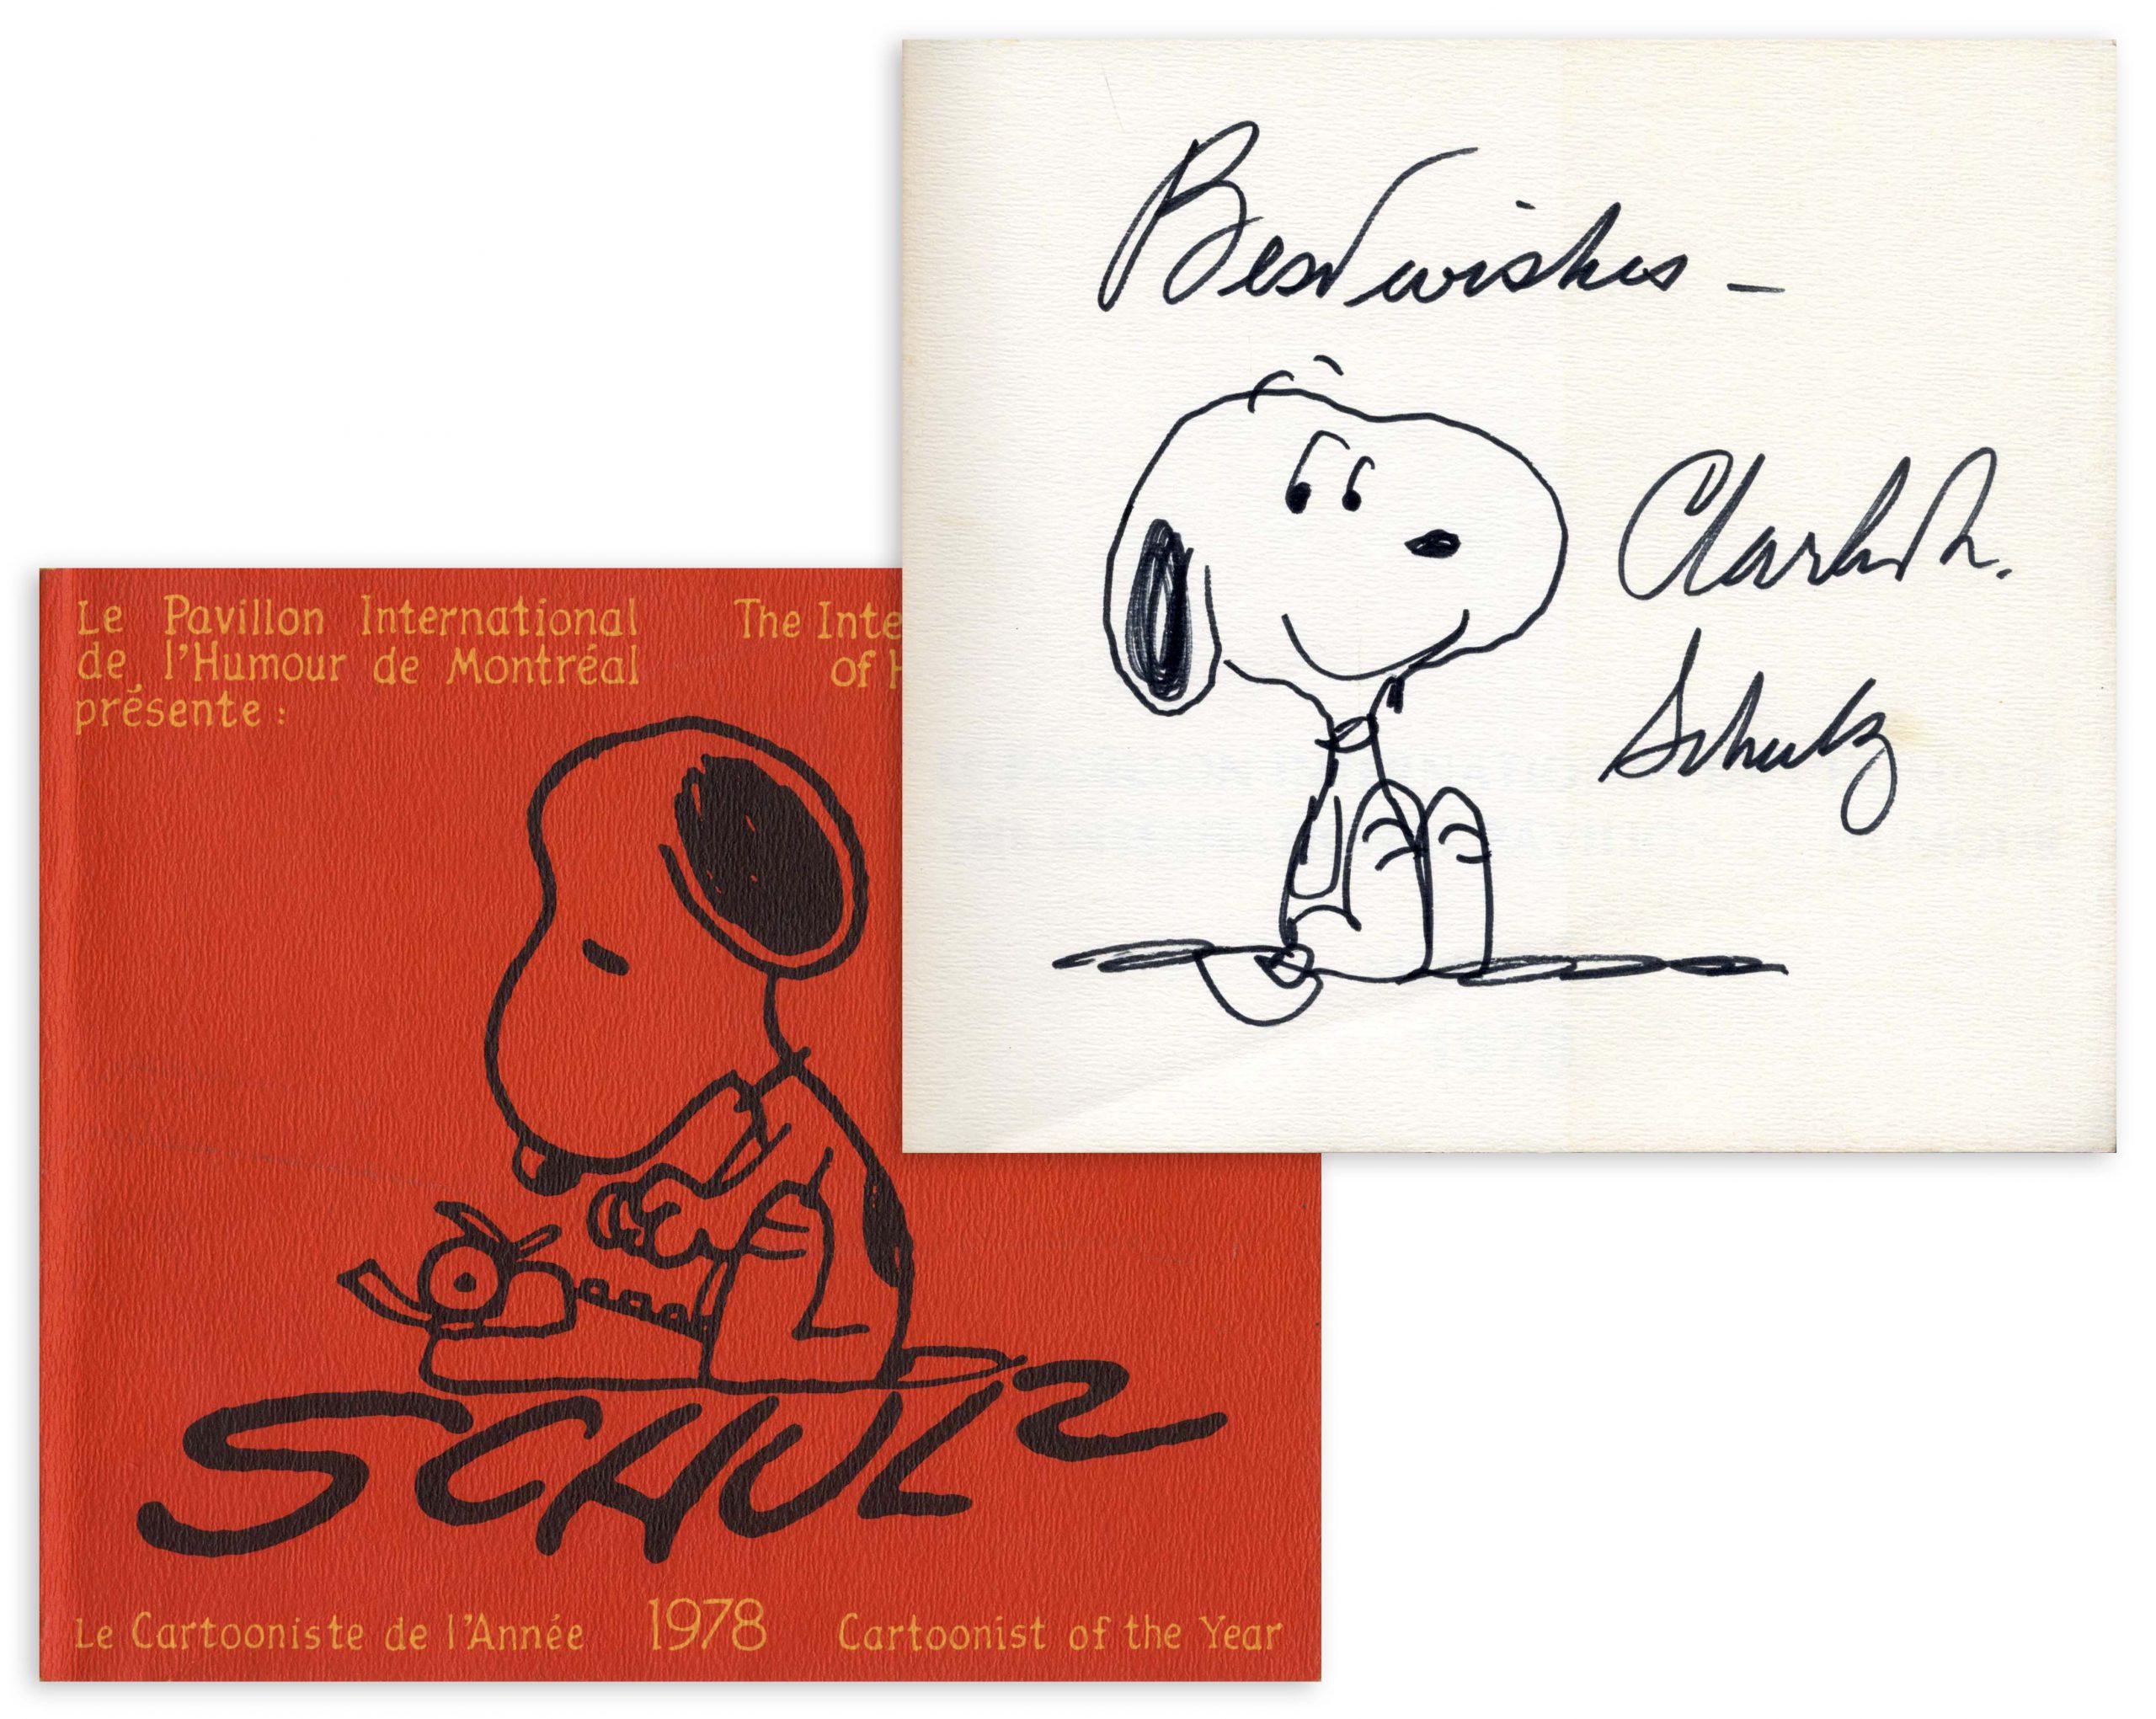 Best wishes –
Charles M.
Schulz
Le Pavillon International
de l'Humour de Montréal
présente :
The Inte
of H
SCHULZ
Le Cartooniste de l'Année 1978 Cartoonist of the Year